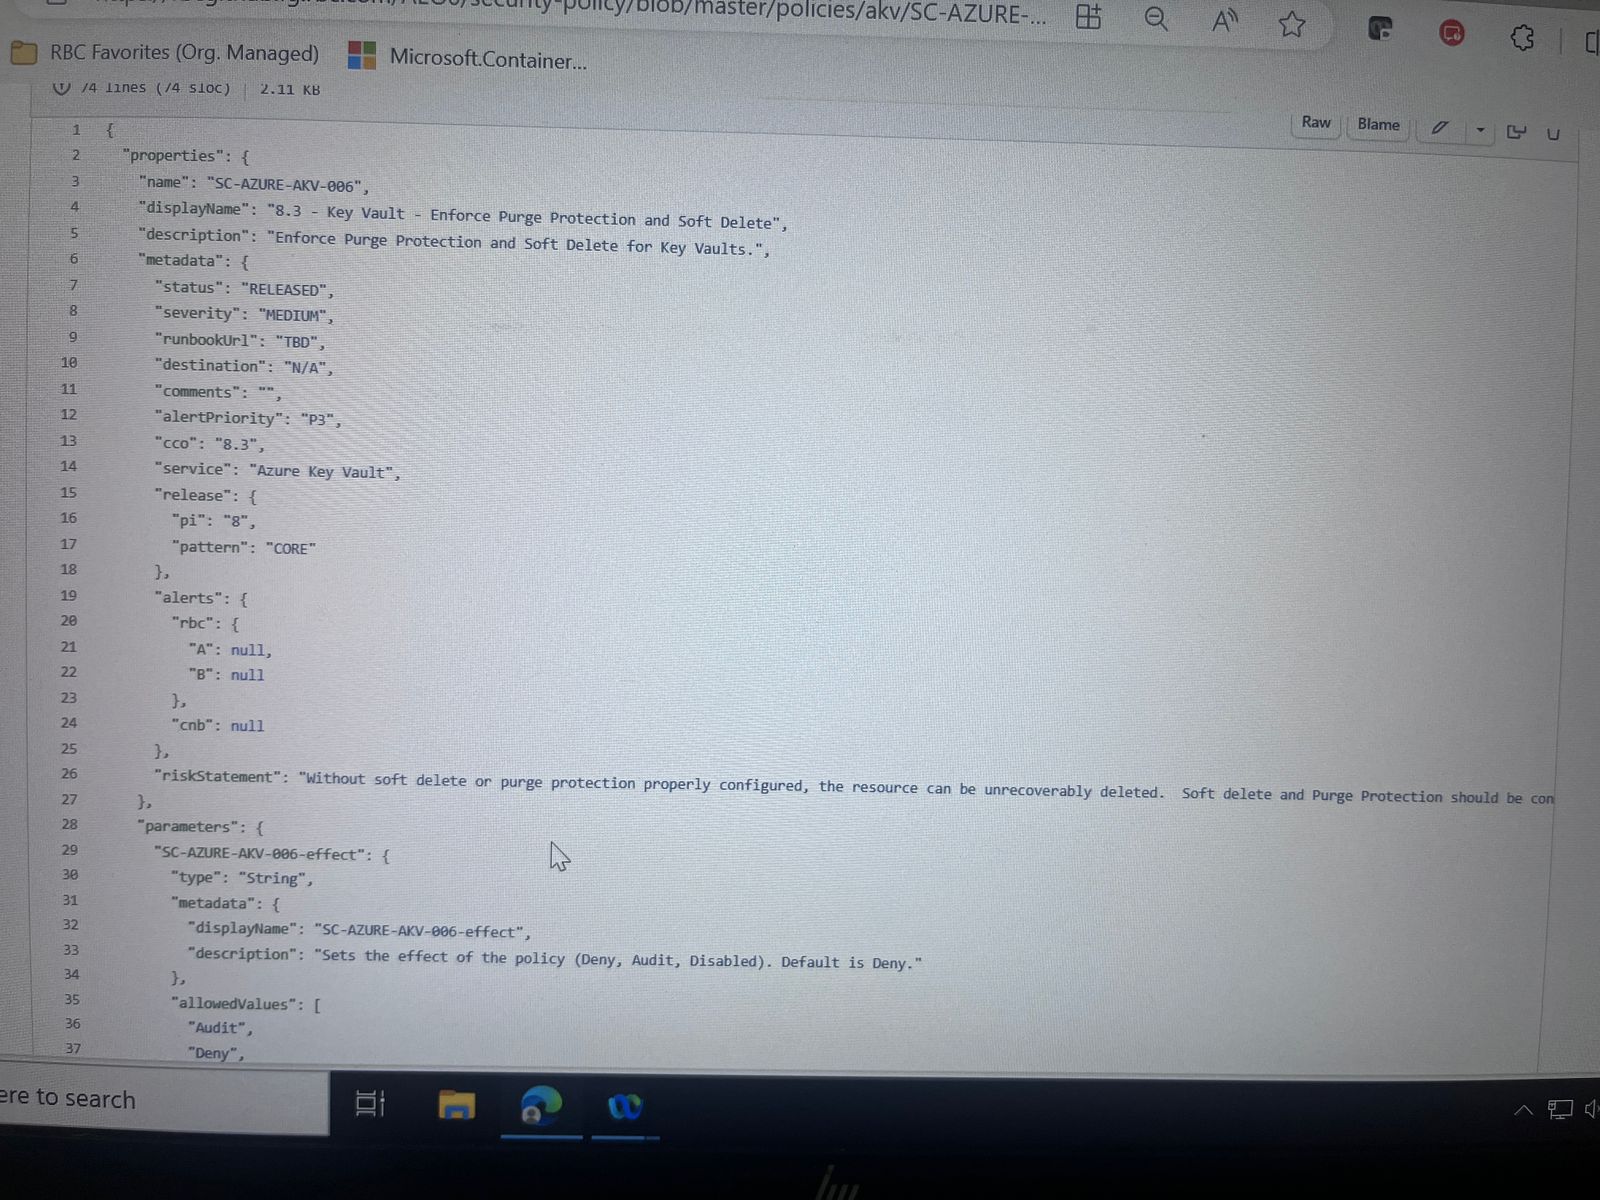 security-policy/blob/master/policies/akv/SC-AZURE-...
RBC Favorites (Org. Managed) Microsoft.Container...
74 lines (74 sloc) 2.11 KB
Raw Blame
1 {
2 "properties": {
3 "name": "SC-AZURE-AKV-006",
4 "displayName": "8.3 - Key Vault - Enforce Purge Protection and Soft Delete",
5 "description": "Enforce Purge Protection and Soft Delete for Key Vaults.",
6 "metadata": {
7 "status": "RELEASED",
8 "severity": "MEDIUM",
9 "runbookUrl": "TBD",
10 "destination": "N/A",
11 "comments": "",
12 "alertPriority": "P3",
13 "cco": "8.3",
14 "service": "Azure Key Vault",
15 "release": {
16 "pi": "8",
17 "pattern": "CORE"
18 },
19 "alerts": {
20 "rbc": {
21 "A": null,
22 "B": null
23 },
24 "cnb": null
25 },
26 "riskStatement": "Without soft delete or purge protection properly configured, the resource can be unrecoverably deleted.  Soft delete and Purge Protection should be con
27 },
28 "parameters": {
29 "SC-AZURE-AKV-006-effect": {
30 "type": "String",
31 "metadata": {
32 "displayName": "SC-AZURE-AKV-006-effect",
33 "description": "Sets the effect of the policy (Deny, Audit, Disabled). Default is Deny."
34 },
35 "allowedValues": [
36 "Audit",
37 "Deny",
ere to search
hp